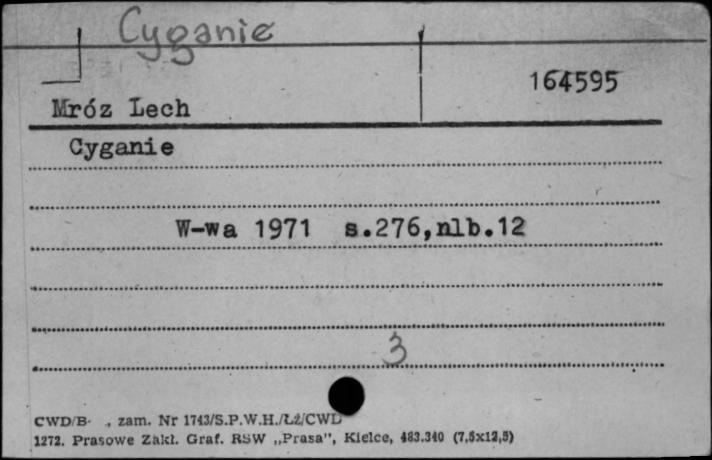 Cyganie
164595
Mróz Lech
Cyganie
W-wa 1971 s.276,nlb.12
3
CWD/B- , zam. Nr 1743/S.P.W.H./ŁŻ/CWD
1272. Prasowe Zakł. Graf. RSW „Prasa”, Kielce, 483.340 (7,5x12,5)